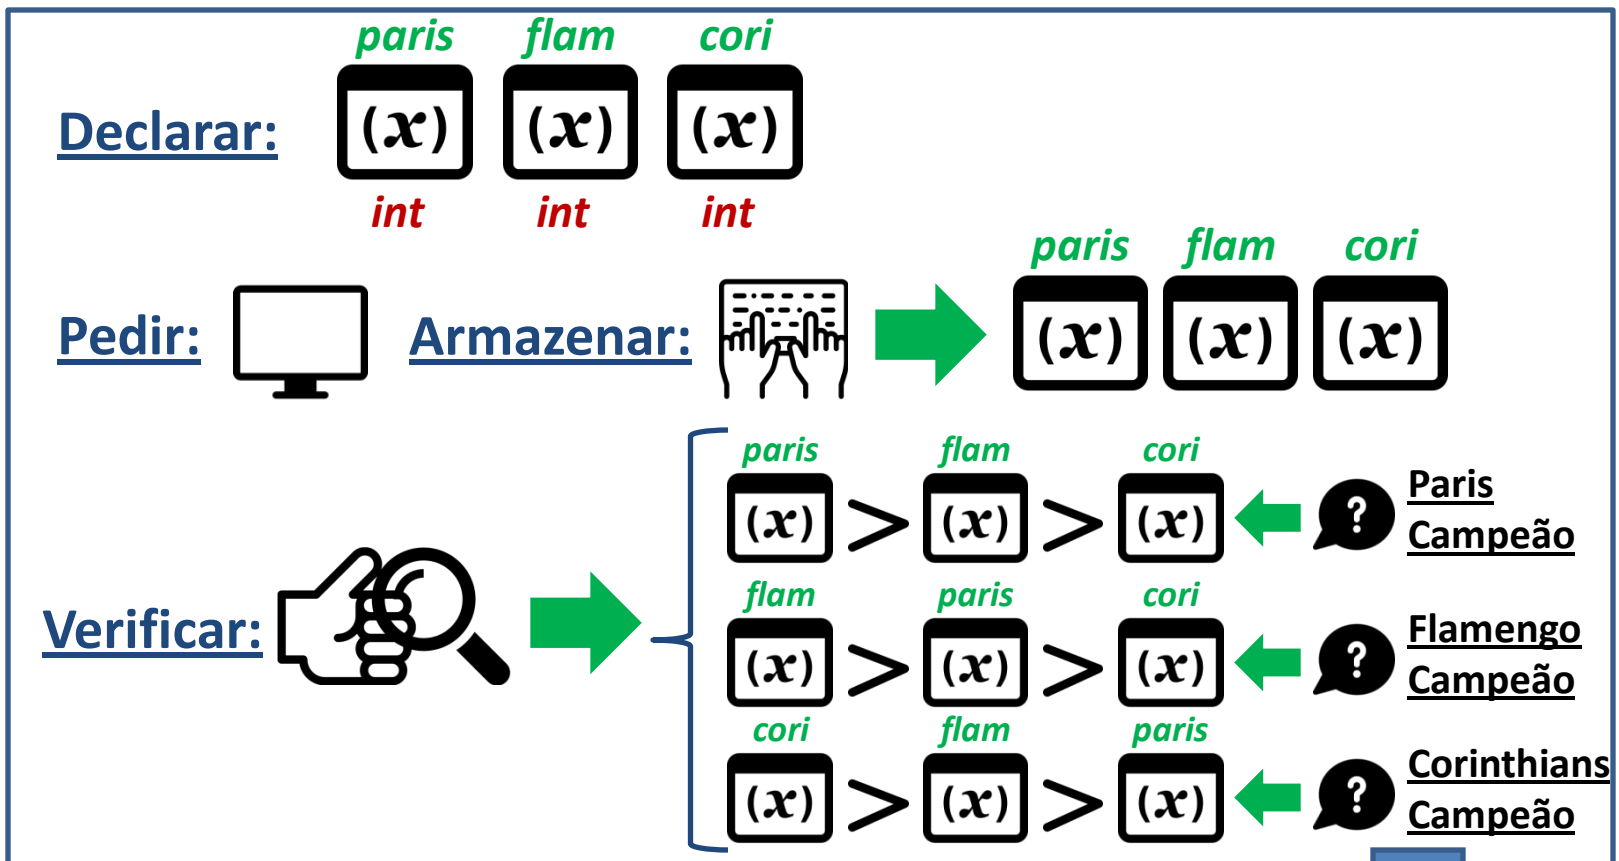 paris flam cori
Declarar: (x) (x) (x)
int int int
paris flam cori
Pedir: Armazenar: (x) (x) (x)
paris flam cori
(x) > (x) > (x) ? Paris
Campeão
flam paris cori
Verificar: (x) > (x) > (x) ? Flamengo
Campeão
cori flam paris
(x) > (x) > (x) ? Corinthians
Campeão